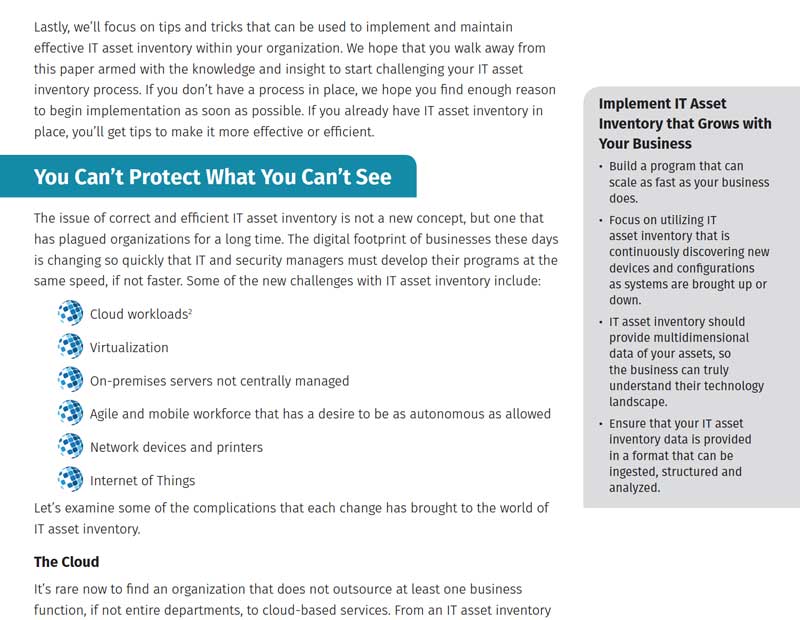 Lastly, we'll focus on tips and tricks that can be used to implement and maintain
effective IT asset inventory within your organization. We hope that you walk away from
this paper armed with the knowledge and insight to start challenging your IT asset
inventory process. If you don't have a process in place, we hope you find enough reason
to begin implementation as soon as possible. If you already have IT asset inventory in
place, you'll get tips to make it more effective or efficient.
You Can't Protect What You Can't See
The issue of correct and efficient IT asset inventory is not a new concept, but one that
has plagued organizations for a long time. The digital footprint of businesses these days
is changing so quickly that IT and security managers must develop their programs at the
same speed, if not faster. Some of the new challenges with IT asset inventory include:
Cloud workloads²
Virtualization
On-premises servers not centrally managed
Agile and mobile workforce that has a desire to be as autonomous as allowed
Network devices and printers
Internet of Things
Let's examine some of the complications that each change has brought to the world of
IT asset inventory.
The Cloud
It's rare now to find an organization that does not outsource at least one business
function, if not entire departments, to cloud-based services. From an IT asset inventory
Implement IT Asset
Inventory that Grows with
Your Business
• Build a program that can
scale as fast as your business
does.
• Focus on utilizing IT
asset inventory that is
continuously discovering new
devices and configurations
as systems are brought up or
down.
• IT asset inventory should
provide multidimensional
data of your assets, so
the business can truly
understand their technology
landscape.
• Ensure that your IT asset
inventory data is provided
in a format that can be
ingested, structured and
analyzed.